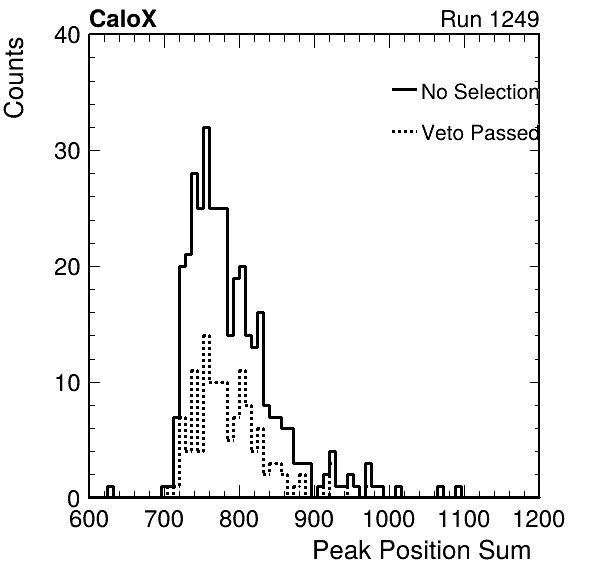 CaloX Run 1249
Counts
40
No Selection
Veto Passed
30
20
10
0
600 700 800 900 1000 1100 1200
Peak Position Sum